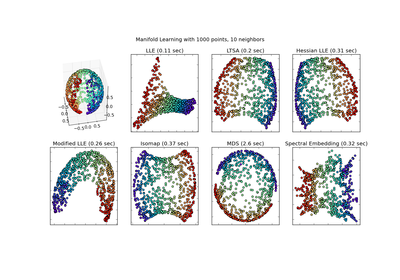 Manifold Learning with 1000 points, 10 neighbors
LLE (0.11 sec)
LTSA (0.2 sec)
Hessian LLE (0.31 sec)
Modified LLE (0.26 sec)
Isomap (0.37 sec)
MDS (2.6 sec)
Spectral Embedding (0.32 sec)